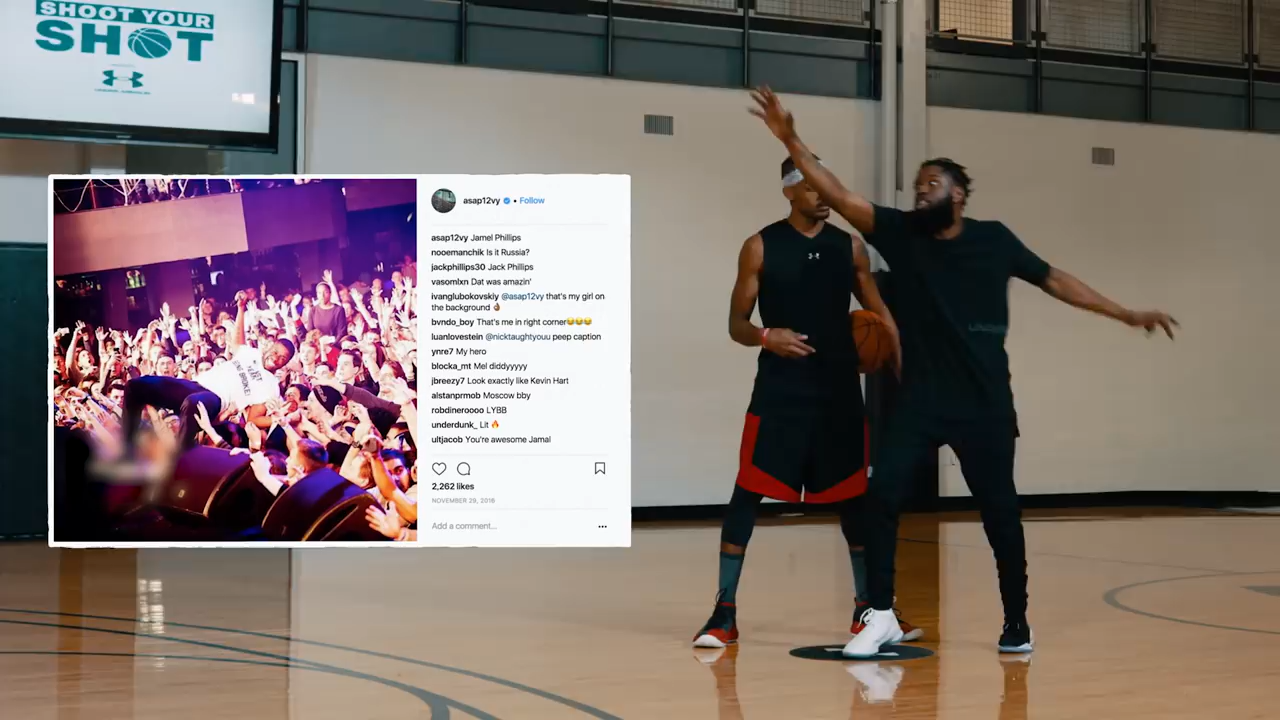 SHOOT YOUR
SHOT
asap12vy • Follow
asap12vy Jamel Phillips
nooemanchik Is it Russia?
jackphillips30 Jack Phillips
vasomlxn Dat was amazin'
ivanglubokovskiy @asap12vy that's my girl on
the background 👌🏾
bvndo_boy That's me in right corner😂😂😂
luanlovestein @nicktaughtyouu peep caption
ynre7 My hero
blocka_mt Mel diddyyyyy
jbreezy7 Look exactly like Kevin Hart
alstanprmob Moscow bby
robdineroooo LYBB
underdunk_ Lit 🔥
ultjacob You're awesome Jamal
2,262 likes
NOVEMBER 29, 2016
Add a comment...